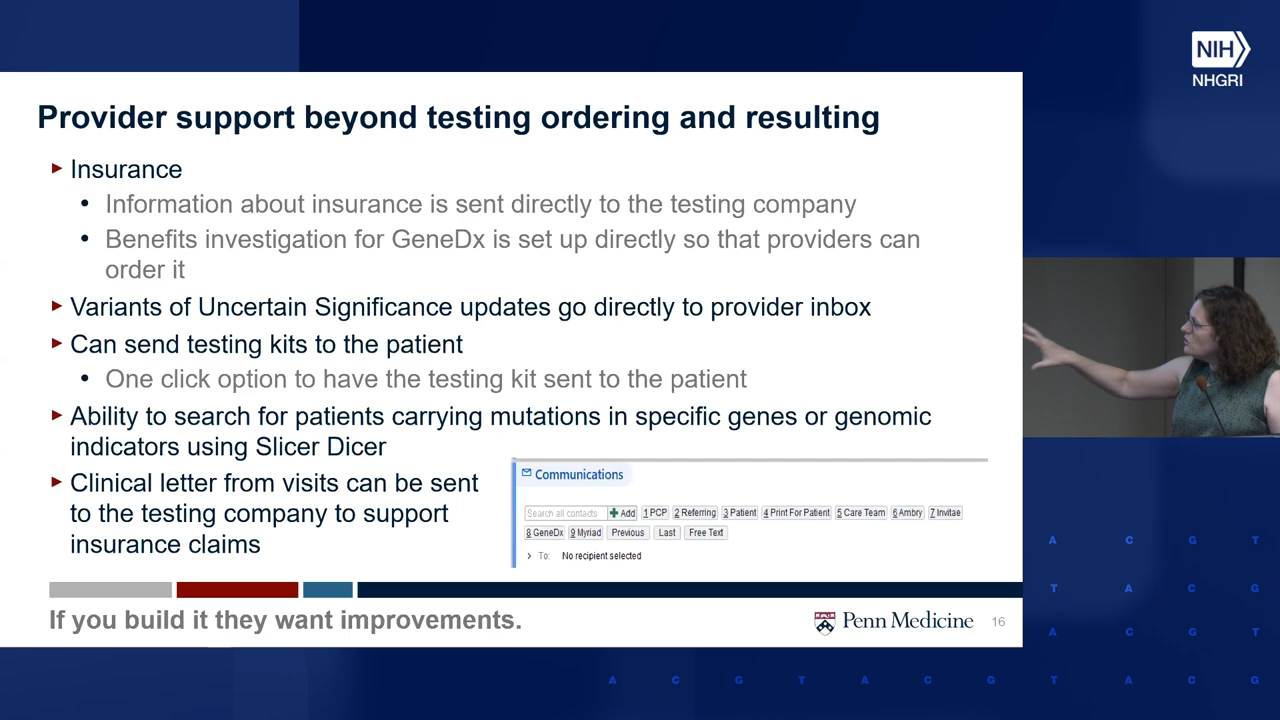 NIH
NHGRI
Provider support beyond testing ordering and resulting
Insurance
Information about insurance is sent directly to the testing company
Benefits investigation for GeneDx is set up directly so that providers can
order it
Variants of Uncertain Significance updates go directly to provider inbox
Can send testing kits to the patient
One click option to have the testing kit sent to the patient
Ability to search for patients carrying mutations in specific genes or genomic
indicators using Slicer Dicer
Clinical letter from visits can be sent
to the testing company to support
insurance claims
Communications
Search all contacts Add 1 PCP 2 Referring 3 Patient 4 Print For Patient 5 Care Team 6 Ambry 7 Invitae
8 GeneDx 9 Myriad Previous Last Free Text
To: No recipient selected
If you build it they want improvements.
Penn Medicine 16
A C G T
T A C G
A C G T
A C G T A C G T A C G